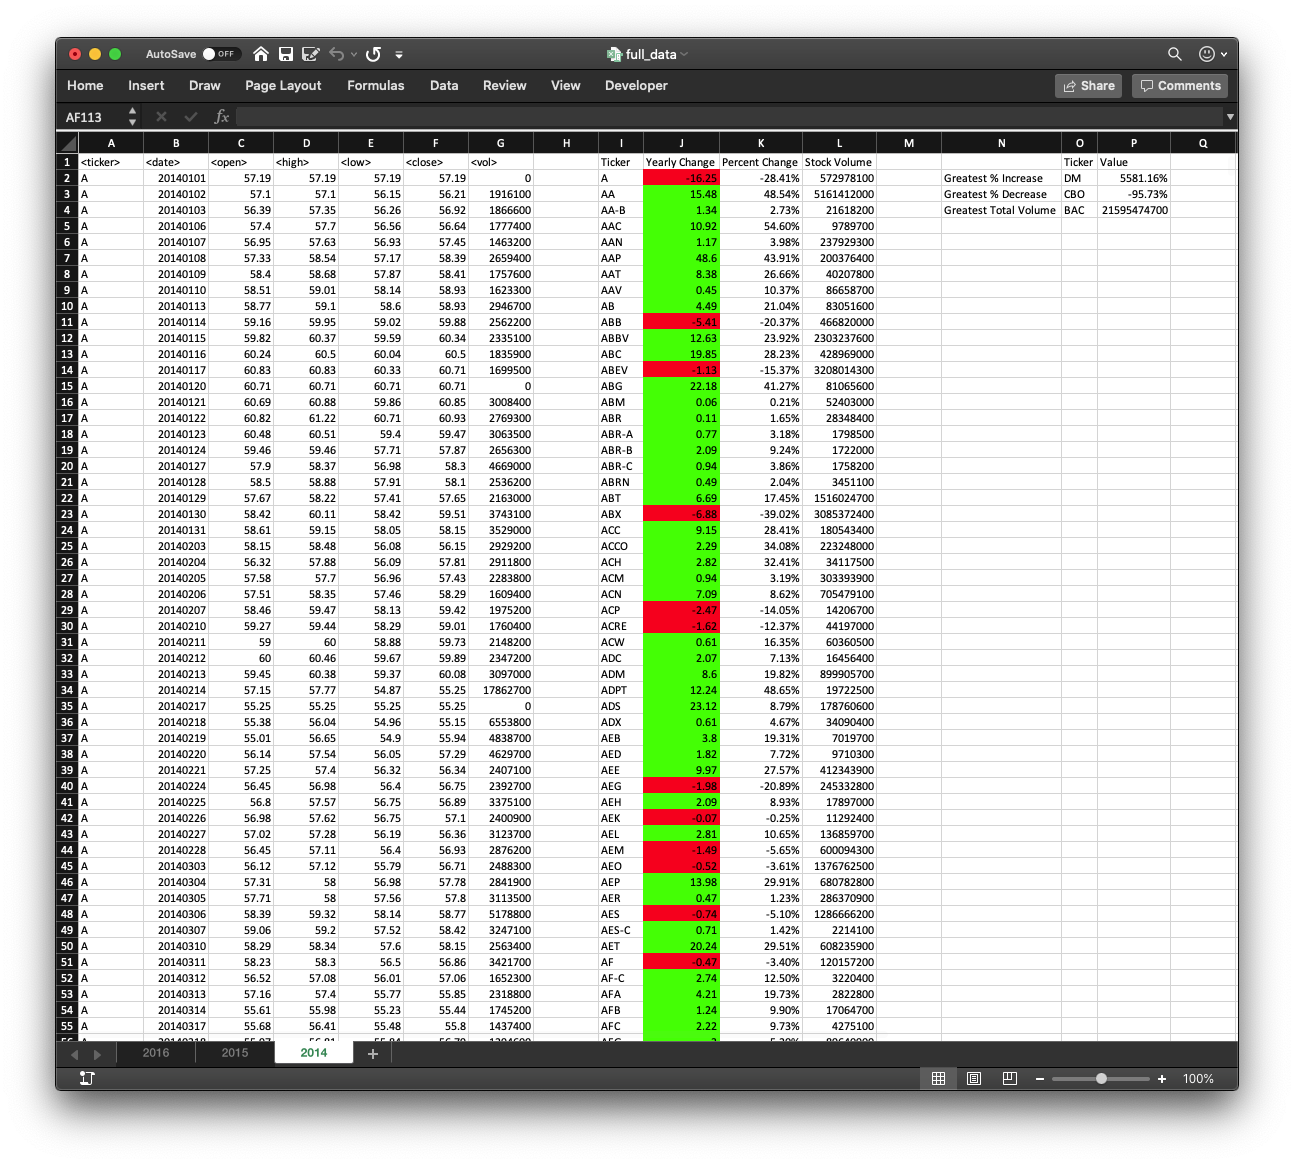 AutoSave OFF full_data
Home Insert Draw Page Layout Formulas Data Review View Developer Share Comments
AF113 fx
A B C D E F G H I J K L M N O P Q
1 <ticker> <date> <open> <high> <low> <close> <vol> Ticker Yearly Change Percent Change Stock Volume Ticker Value
2 A 20140101 57.19 57.19 57.19 57.19 0 A -16.25 -28.41% 572978100 Greatest % Increase DM 5581.16%
3 A 20140102 57.1 57.1 56.15 56.21 1916100 AA 15.48 48.54% 5161412000 Greatest % Decrease CBO -95.73%
4 A 20140103 56.39 57.35 56.26 56.92 1866600 AA-B 1.34 2.73% 21618200 Greatest Total Volume BAC 21595474700
5 A 20140106 57.4 57.7 56.56 56.64 1777400 AAC 10.92 54.60% 9789700
6 A 20140107 56.95 57.63 56.93 57.45 1463200 AAN 1.17 3.98% 237929300
7 A 20140108 57.33 58.54 57.17 58.39 2659400 AAP 48.6 43.91% 200376400
8 A 20140109 58.4 58.68 57.87 58.41 1757600 AAT 8.38 26.66% 40207800
9 A 20140110 58.51 59.01 58.14 58.93 1623300 AAV 0.45 10.37% 86658700
10 A 20140113 58.77 59.1 58.6 58.93 2946700 AB 4.49 21.04% 83051600
11 A 20140114 59.16 59.95 59.02 59.88 2562200 ABB -5.41 -20.37% 466820000
12 A 20140115 59.82 60.37 59.59 60.34 2335100 ABBV 12.63 23.92% 2303237600
13 A 20140116 60.24 60.5 60.04 60.5 1835900 ABC 19.85 28.23% 428969000
14 A 20140117 60.83 60.83 60.33 60.71 1699500 ABEV -1.13 -15.37% 3208014300
15 A 20140120 60.71 60.71 60.71 60.71 0 ABG 22.18 41.27% 81065600
16 A 20140121 60.69 60.88 59.86 60.85 3008400 ABM 0.06 0.21% 52403000
17 A 20140122 60.82 61.22 60.71 60.93 2769300 ABR 0.11 1.65% 28348400
18 A 20140123 60.48 60.51 59.4 59.47 3063500 ABR-A 0.77 3.18% 1798500
19 A 20140124 59.46 59.46 57.71 57.87 2656300 ABR-B 2.09 9.24% 1722000
20 A 20140127 57.9 58.37 56.98 58.3 4669000 ABR-C 0.94 3.86% 1758200
21 A 20140128 58.5 58.88 57.91 58.1 2536200 ABRN 0.49 2.04% 3451100
22 A 20140129 57.67 58.22 57.41 57.65 2163000 ABT 6.69 17.45% 1516024700
23 A 20140130 58.42 60.11 58.42 59.51 3743100 ABX -6.88 -39.02% 3085372400
24 A 20140131 58.61 59.15 58.05 58.15 3529000 ACC 9.15 28.41% 180543400
25 A 20140203 58.15 58.48 56.08 56.15 2929200 ACCO 2.29 34.08% 223248000
26 A 20140204 56.32 57.88 56.09 57.81 2911800 ACH 2.82 32.41% 34117500
27 A 20140205 57.58 57.7 56.96 57.43 2283800 ACM 0.94 3.19% 303393900
28 A 20140206 57.51 58.35 57.46 58.29 1609400 ACN 7.09 8.62% 705479100
29 A 20140207 58.46 59.47 58.13 59.42 1975200 ACP -2.47 -14.05% 14206700
30 A 20140210 59.27 59.44 58.29 59.01 1760400 ACRE -1.62 -12.37% 44197000
31 A 20140211 59 60 58.88 59.73 2148200 ACW 0.61 16.35% 60360500
32 A 20140212 60 60.46 59.67 59.89 2347200 ADC 2.07 7.13% 16456400
33 A 20140213 59.45 60.38 59.37 60.08 3097000 ADM 8.6 19.82% 899905700
34 A 20140214 57.15 57.77 54.87 55.25 17862700 ADPT 12.24 48.65% 19722500
35 A 20140217 55.25 55.25 55.25 55.25 0 ADS 23.12 8.79% 178760600
36 A 20140218 55.38 56.04 54.96 55.15 6553800 ADX 0.61 4.67% 34090400
37 A 20140219 55.01 56.65 54.9 55.94 4838700 AEB 3.8 19.31% 7019700
38 A 20140220 56.14 57.54 56.05 57.29 4629700 AED 1.82 7.72% 9710300
39 A 20140221 57.25 57.4 56.32 56.34 2407100 AEE 9.97 27.57% 412343900
40 A 20140224 56.45 56.98 56.4 56.75 2392700 AEG -1.98 -20.89% 245332800
41 A 20140225 56.8 57.57 56.75 56.89 3375100 AEH 2.09 8.93% 17897000
42 A 20140226 56.98 57.62 56.75 57.1 2400900 AEK -0.07 -0.25% 11292400
43 A 20140227 57.02 57.28 56.19 56.36 3123700 AEL 2.81 10.65% 136859700
44 A 20140228 56.45 57.11 56.4 56.93 2876200 AEM -1.49 -5.65% 600094300
45 A 20140303 56.12 57.12 55.79 56.71 2488300 AEO -0.52 -3.61% 1376762500
46 A 20140304 57.31 58 56.98 57.78 2841900 AEP 13.98 29.91% 680782800
47 A 20140305 57.71 58 57.56 57.8 3113500 AER 0.47 1.23% 286370900
48 A 20140306 58.39 59.32 58.14 58.77 5178800 AES -0.74 -5.10% 1286666200
49 A 20140307 59.06 59.2 57.52 58.42 3247100 AES-C 0.71 1.42% 2214100
50 A 20140310 58.29 58.34 57.6 58.15 2563400 AET 20.24 29.51% 608235900
51 A 20140311 58.23 58.3 56.5 56.86 3421700 AF -0.47 -3.40% 120157200
52 A 20140312 56.52 57.08 56.01 57.06 1652300 AF-C 2.74 12.50% 3220400
53 A 20140313 57.16 57.4 55.77 55.85 2318800 AFA 4.21 19.73% 2822800
54 A 20140314 55.61 55.98 55.23 55.44 1745200 AFB 1.24 9.90% 17064700
55 A 20140317 55.68 56.41 55.48 55.8 1437400 AFC 2.22 9.73% 4275100
2016 2015 2014 +
100%